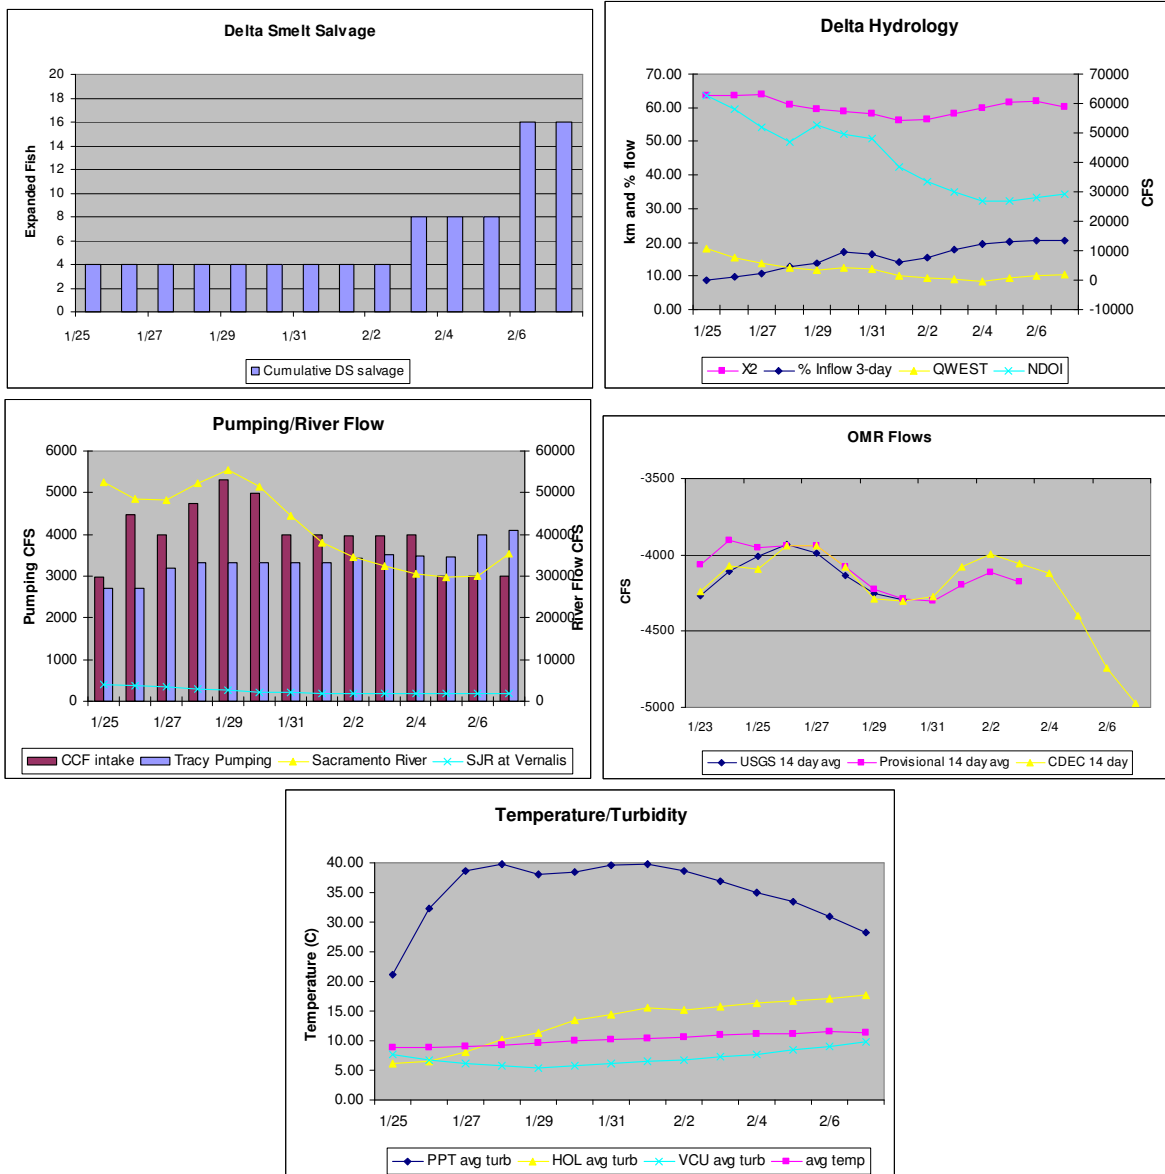 Delta Smelt Salvage
Expanded Fish
20
18
16
14
12
10
8
6
4
2
0
1/25 1/27 1/29 1/31 2/2 2/4 2/6
Cumulative DS salvage
Delta Hydrology
km and % flow
70.00
60.00
50.00
40.00
30.00
20.00
10.00
0.00
70000
60000
50000
40000
30000
20000
10000
0
-10000
CFS
1/25 1/27 1/29 1/31 2/2 2/4 2/6
X2 % Inflow 3-day QWEST NDOI
Pumping/River Flow
Pumping CFS
6000
5000
4000
3000
2000
1000
0
60000
50000
40000
30000
20000
10000
0
River Flow CFS
1/25 1/27 1/29 1/31 2/2 2/4 2/6
CCF intake Tracy Pumping Sacramento River SJR at Vernalis
OMR Flows
CFS
-3500
-4000
-4500
-5000
1/23 1/25 1/27 1/29 1/31 2/2 2/4 2/6
USGS 14 day avg Provisional 14 day avg CDEC 14 day
Temperature/Turbidity
Temperature (C)
40.00
35.00
30.00
25.00
20.00
15.00
10.00
5.00
0.00
1/25 1/27 1/29 1/31 2/2 2/4 2/6
PPT avg turb HOL avg turb VCU avg turb avg temp